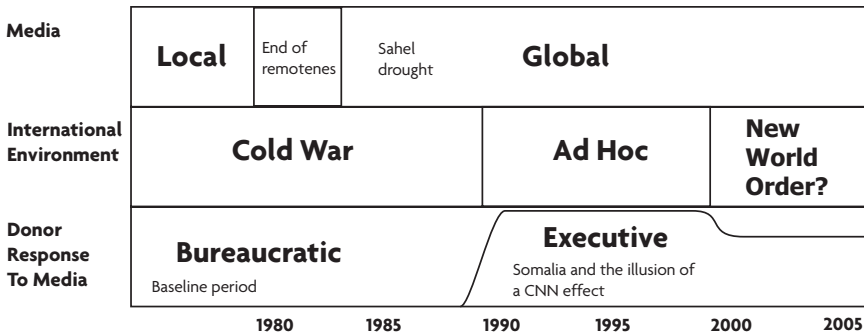 Media
Local
End of
remotenes
Sahel
drought
Global
International
Environment
Cold War
Ad Hoc
New
World
Order?
Donor
Response
To Media
Bureaucratic
Baseline period
Executive
Somalia and the illusion of
a CNN effect
1980 1985 1990 1995 2000 2005